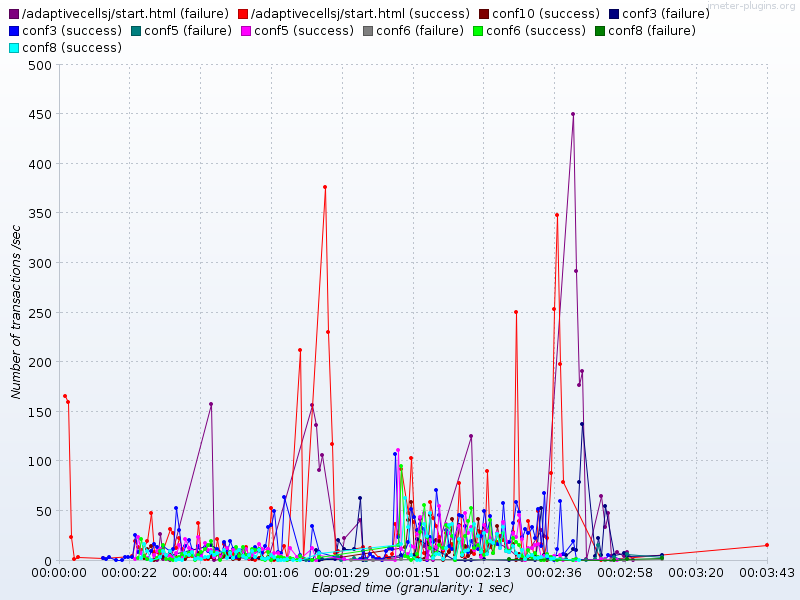 jmeter-plugins.org
/adaptivecellsj/start.html (failure) /adaptivecellsj/start.html (success) conf10 (success) conf3 (failure)
conf3 (success) conf5 (failure) conf5 (success) conf6 (failure) conf6 (success) conf8 (failure)
conf8 (success)
500
450
400
350
300
250
200
150
100
50
0
Number of transactions /sec
00:00:00 00:00:22 00:00:44 00:01:06 00:01:29 00:01:51 00:02:13 00:02:36 00:02:58 00:03:20 00:03:43
Elapsed time (granularity: 1 sec)